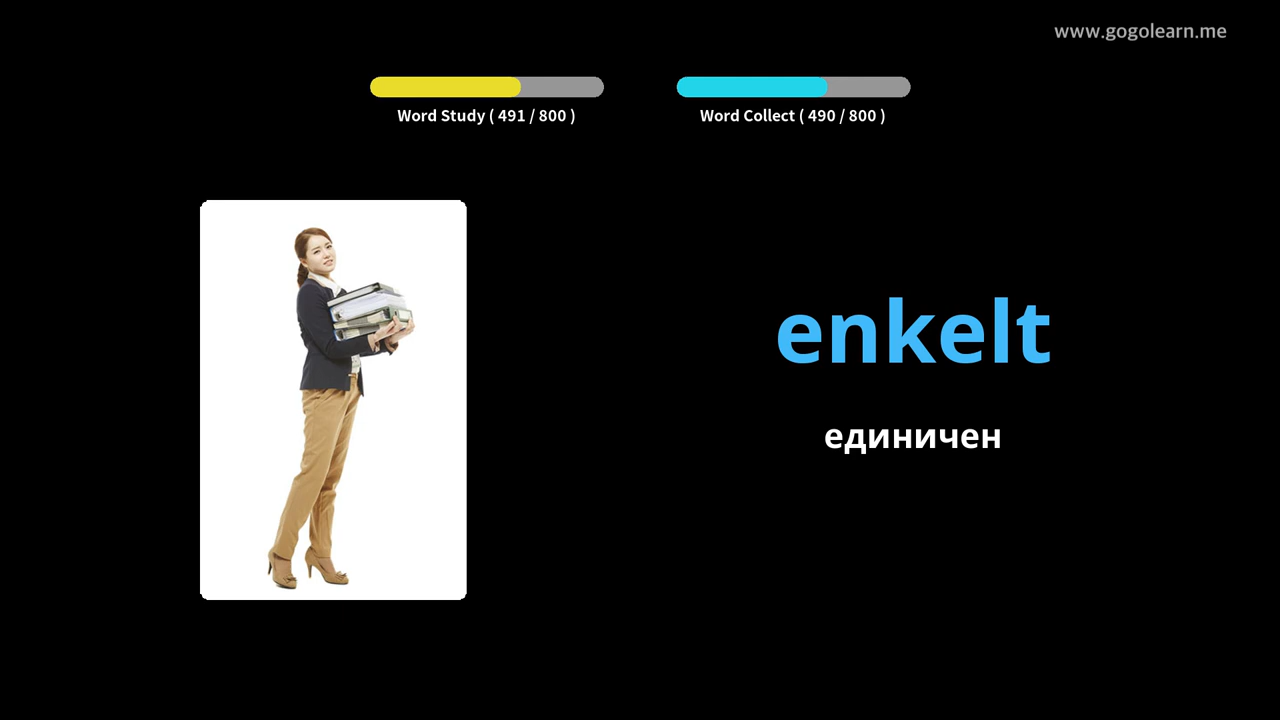 www.gogolearn.me
Word Study ( 491 / 800 )
Word Collect ( 490 / 800 )
enkelt
единичен